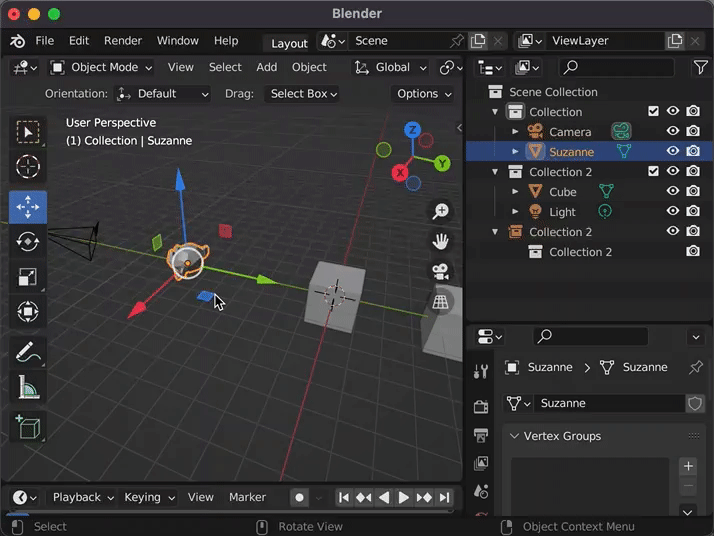 Blender
File Edit Render Window Help Layout Scene ViewLayer
Object Mode View Select Add Object Global
Orientation: Default Drag: Select Box Options
User Perspective
(1) Collection | Suzanne
Z
Y
X
Scene Collection
Collection
Camera
Suzanne
Collection 2
Cube
Light
Collection 2
Collection 2
Suzanne > Suzanne
Suzanne
Vertex Groups
Playback Keying View Marker
Select Rotate View Object Context Menu